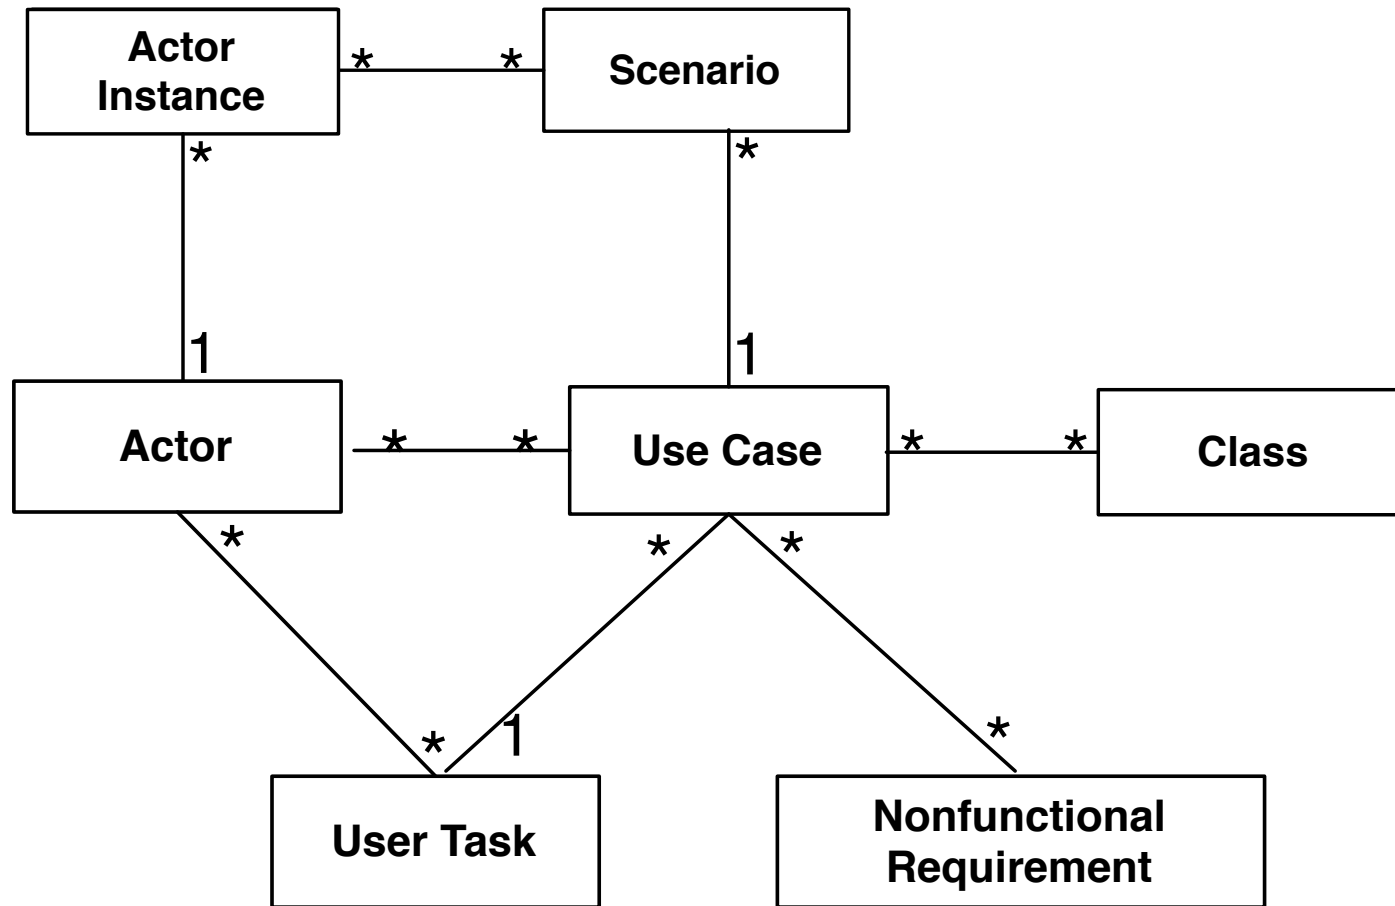 Actor
Instance
* *
Scenario
* *
1 1
Actor
* *
Use Case
* *
Class
* * *
* 1 *
User Task
Nonfunctional
Requirement